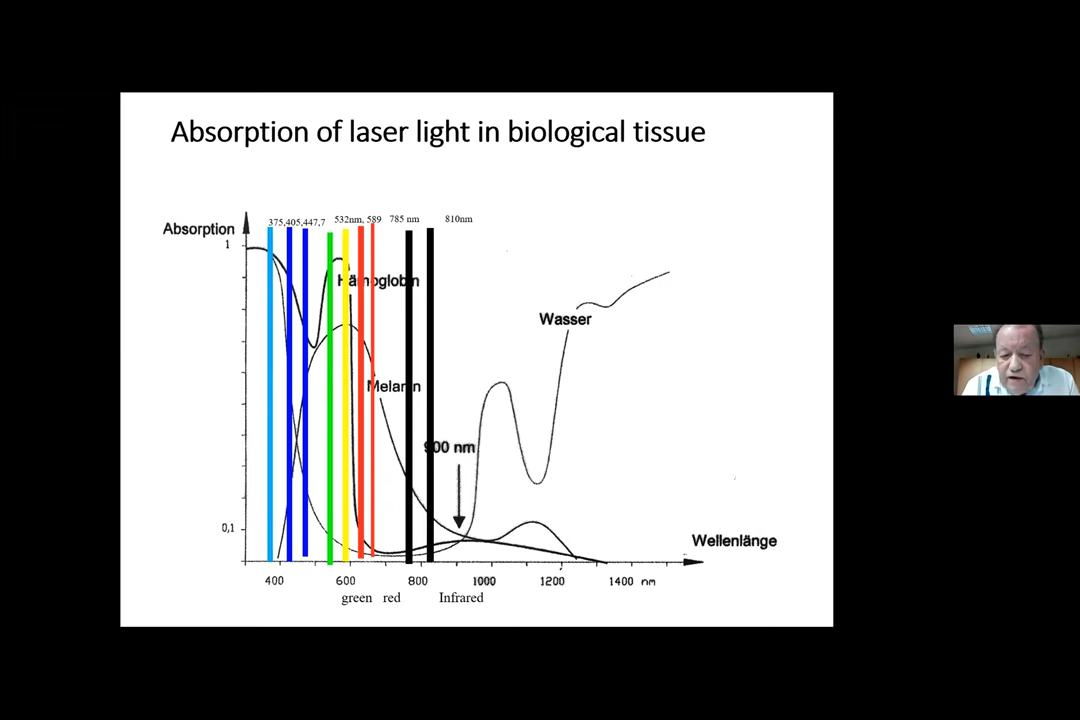 Absorption of laser light in biological tissue
375,405,447,7 532nm, 589 785 nm 810nm
Absorption
1
Hämoglobin
Wasser
Melanin
900 nm
0,1
Wellenlänge
400 600 800 1000 1200 1400 nm
green red Infrared